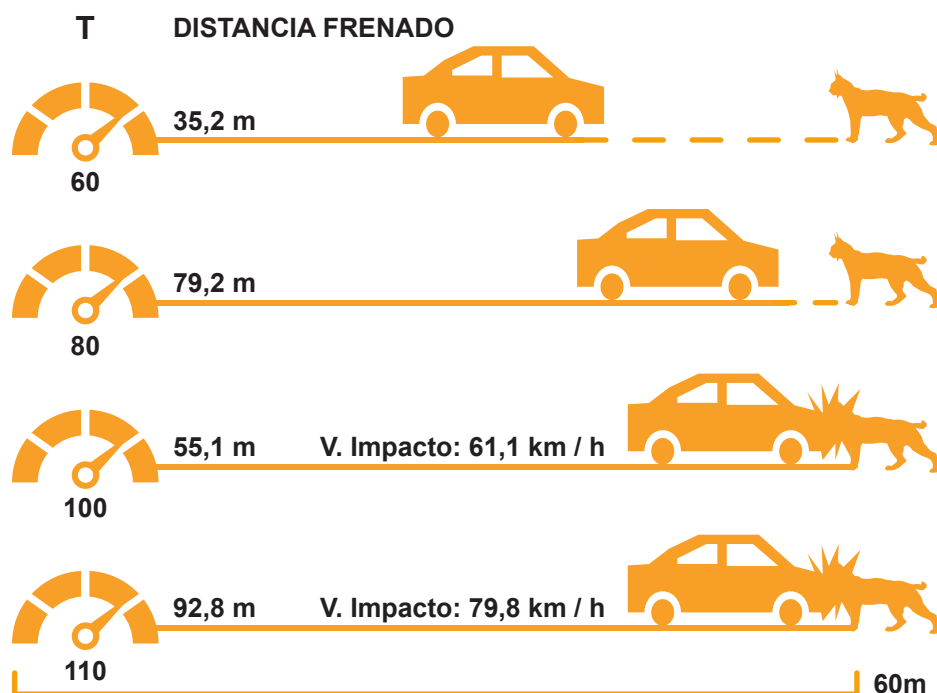 T DISTANCIA FRENADO
35,2 m
60
79,2 m
80
55,1 m V. Impacto: 61,1 km / h
100
92,8 m V. Impacto: 79,8 km / h
110
60m